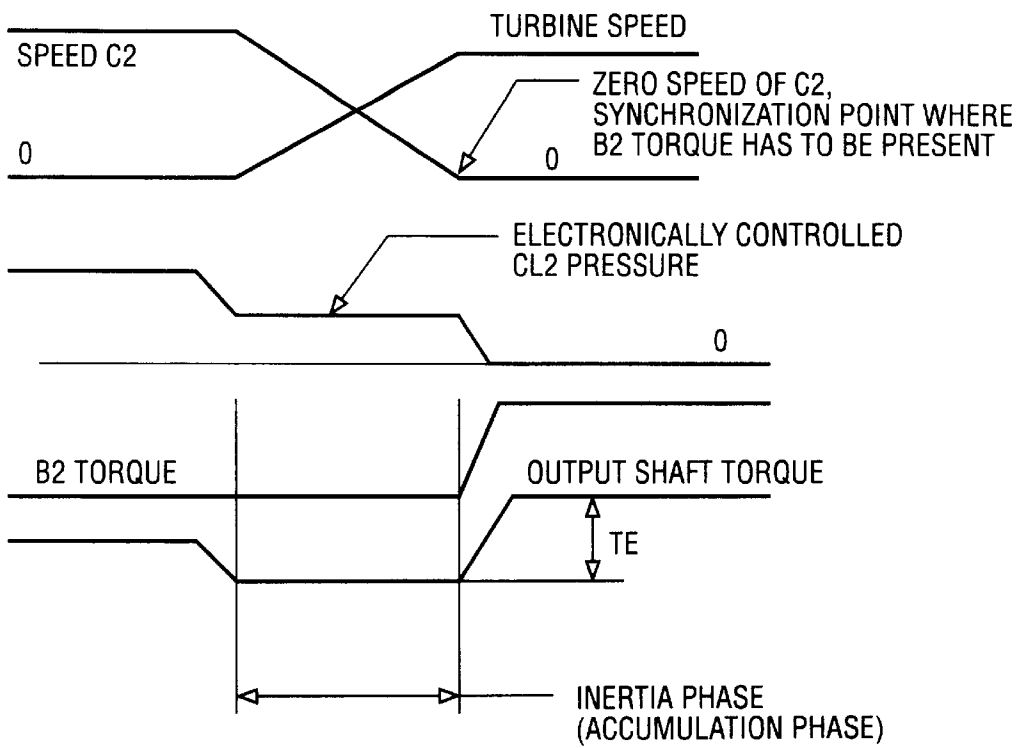 TURBINE SPEED
SPEED C2
ZERO SPEED OF C2,
SYNCHRONIZATION POINT WHERE
B2 TORQUE HAS TO BE PRESENT
0
0
ELECTRONICALLY CONTROLLED
CL2 PRESSURE
0
B2 TORQUE
OUTPUT SHAFT TORQUE
TE
INERTIA PHASE
(ACCUMULATION PHASE)